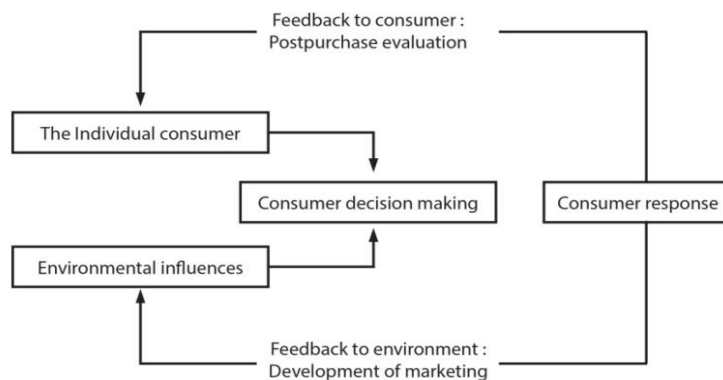 Feedback to consumer :
Postpurchase evaluation
The Individual consumer
Consumer decision making
Consumer response
Environmental influences
Feedback to environment :
Development of marketing